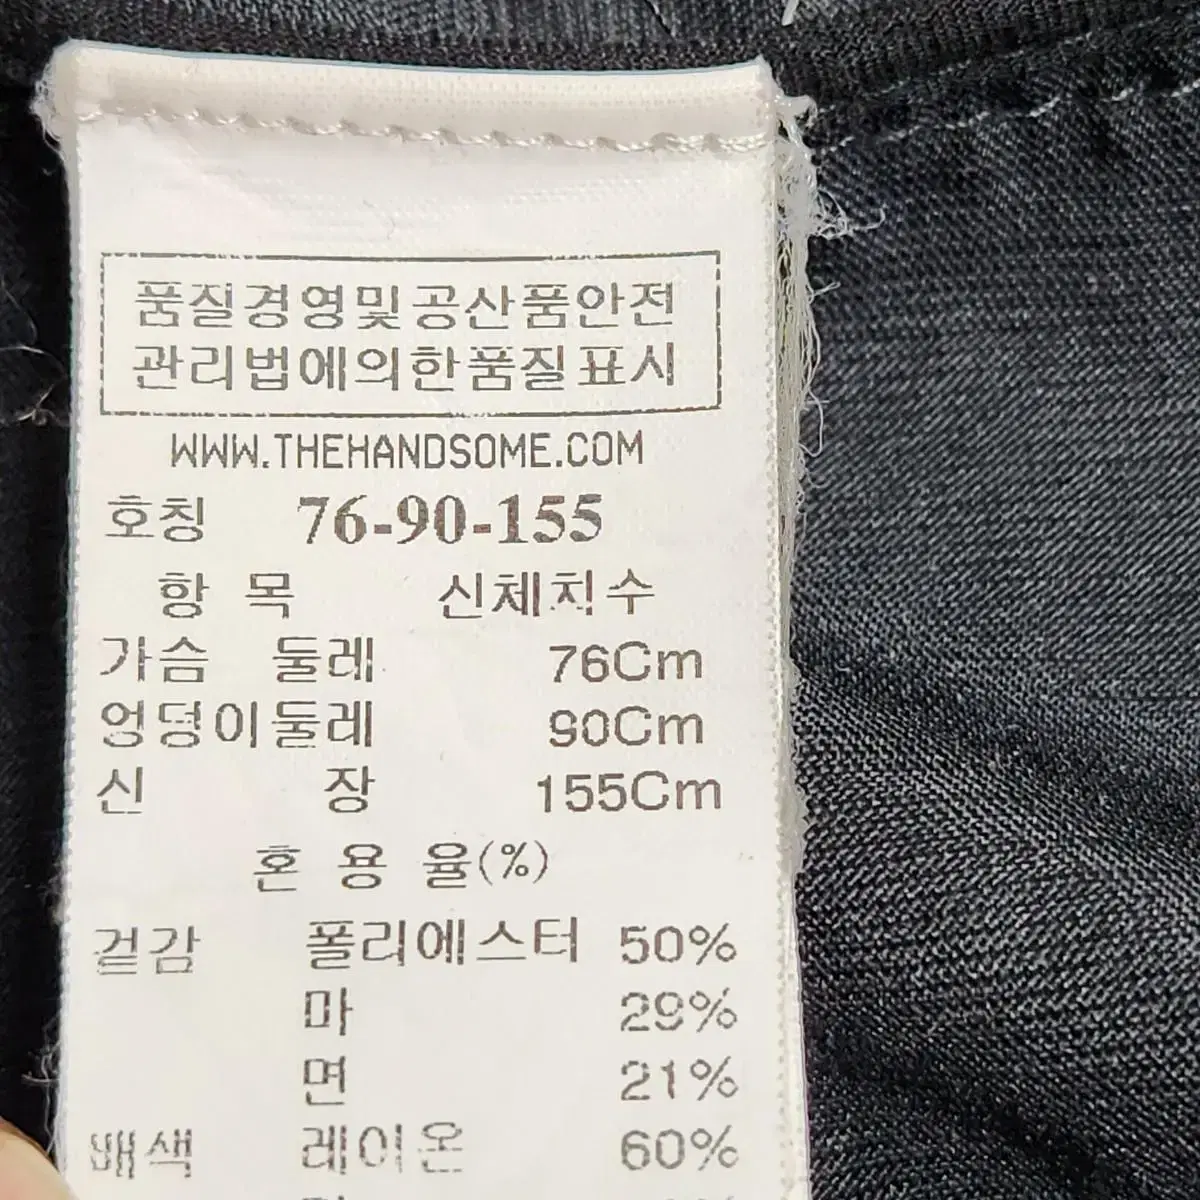 품질경영및공산품안전
관리법에의한품질표시
WWW.THEHANDSOME.COM
호칭 76-90-155
항 목 신체치수
가슴 둘레 76Cm
엉덩이둘레 90Cm
신 장 155Cm
혼 용 율(%)
겉감 폴리에스터 50%
마 29%
면 21%
배색 레이온 60%